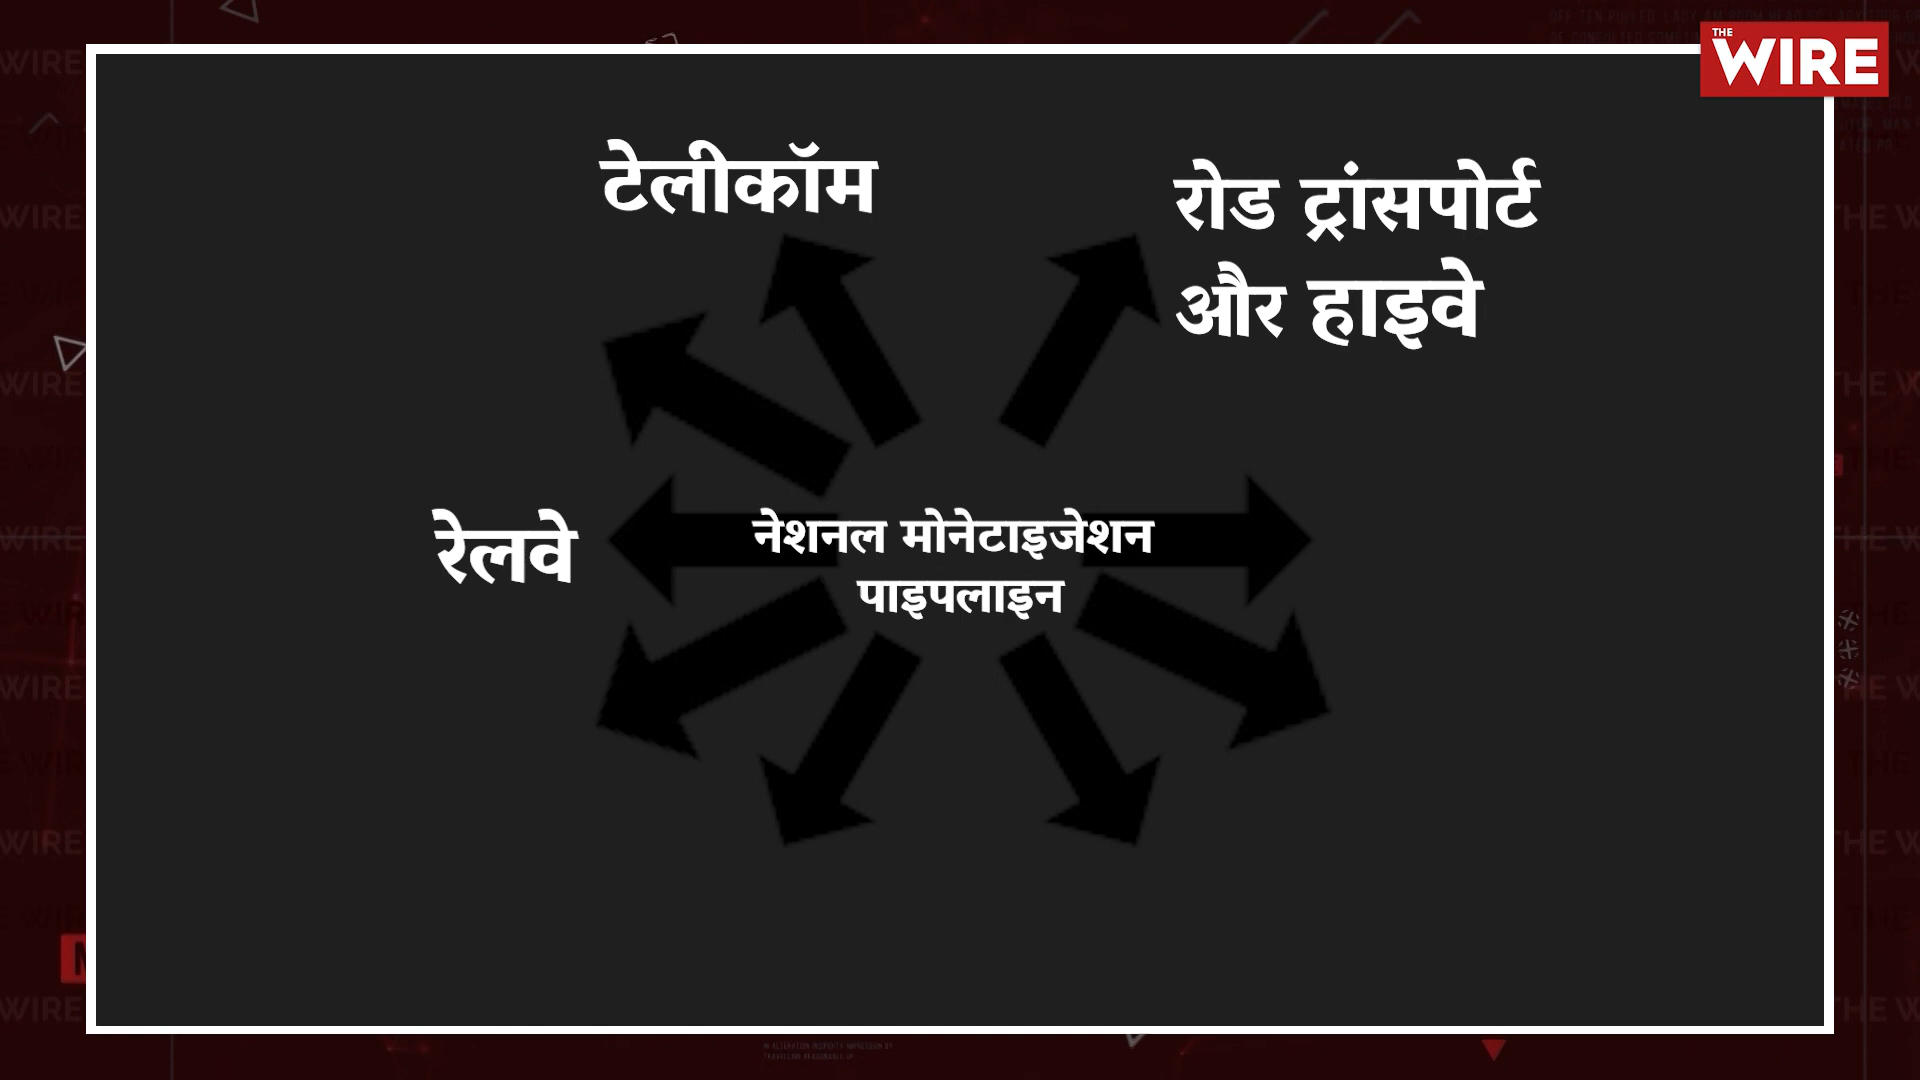 THE
WIRE
टेलीकॉम
रोड ट्रांसपोर्ट
और हाइवे
रेलवे
नेशनल मोनेटाइजेशन
पाइपलाइन